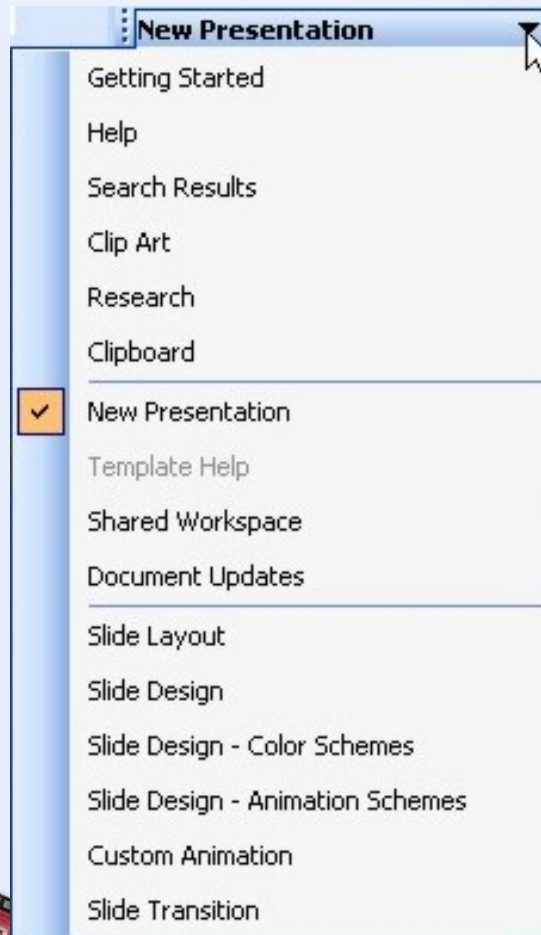 New Presentation
Getting Started
Help
Search Results
Clip Art
Research
Clipboard
New Presentation
Template Help
Shared Workspace
Document Updates
Slide Layout
Slide Design
Slide Design - Color Schemes
Slide Design - Animation Schemes
Custom Animation
Slide Transition